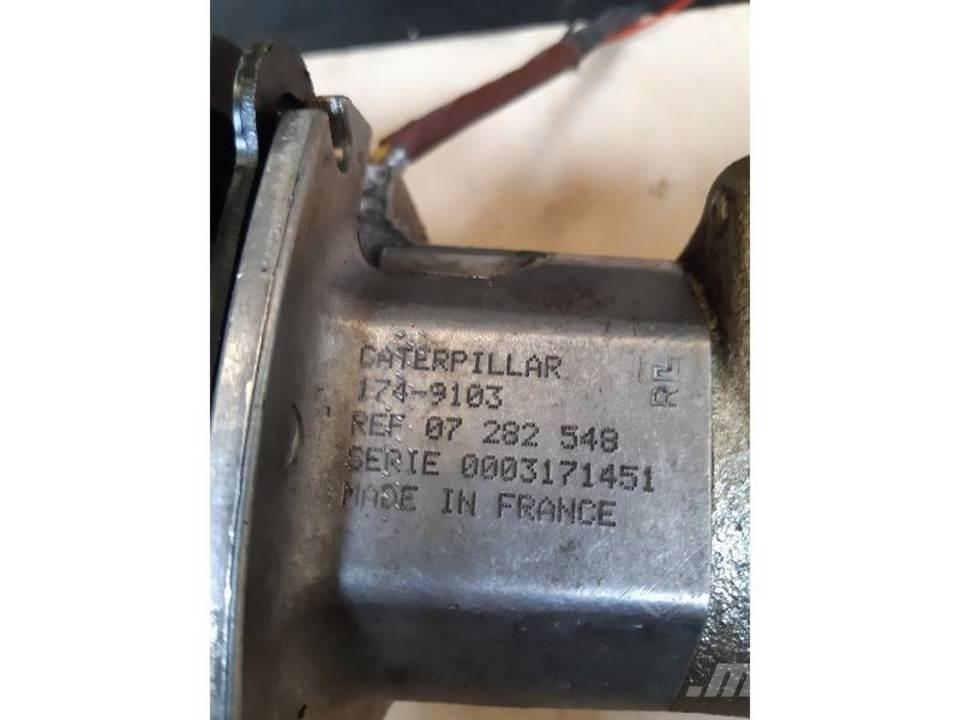 CATERPILLAR
174-9103
REF 07 282 548
SERIE 0003171451
MADE IN FRANCE